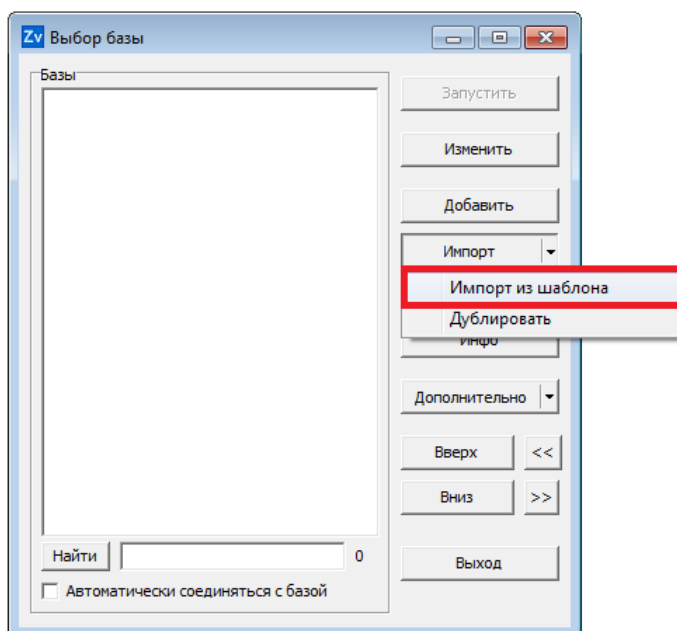 Zv Выбор базы
Базы
Запустить
Изменить
Добавить
Импорт
Импорт из шаблона
Дублировать
Инфо
Дополнительно
Вверх <<
Вниз >>
Найти 0
Выход
Автоматически соединяться с базой